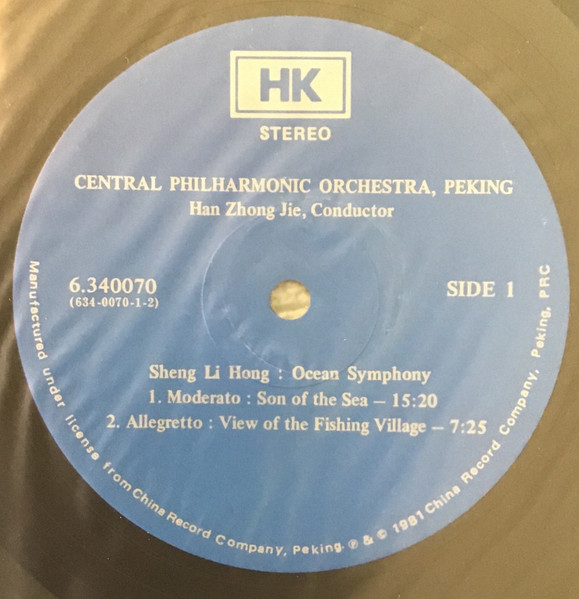 HK
STEREO
CENTRAL PHILHARMONIC ORCHESTRA, PEKING
Han Zhong Jie, Conductor
6.340070
(634-0070-1-2)
SIDE 1
Sheng Li Hong : Ocean Symphony
1. Moderato : Son of the Sea – 15:20
2. Allegretto : View of the Fishing Village – 7:25
Manufactured under license from China Record Company, Peking. ℗ & © 1981 China Record Company, Peking, PRC